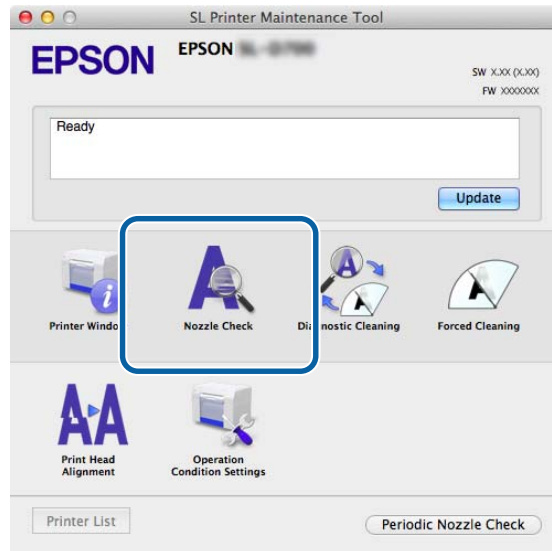 SL Printer Maintenance Tool
EPSON
EPSON
SW X.XX (X.XX)
FW XXXXXXX
Ready
Update
Printer Windo
Nozzle Check
Di nostic Cleaning
Forced Cleaning
Print Head
Alignment
Operation
Condition Settings
Printer List
Periodic Nozzle Check